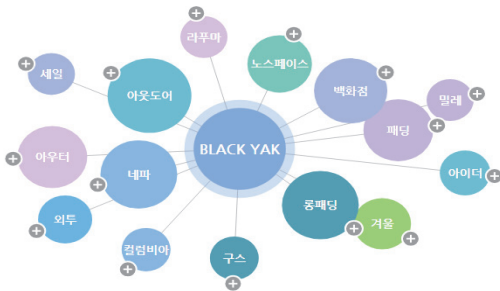 라푸마
노스페이스
세일
아웃도어
백화점
밀레
패딩
BLACK YAK
아우터
네파
아이더
롱패딩
외투
겨울
컬럼비아
구스